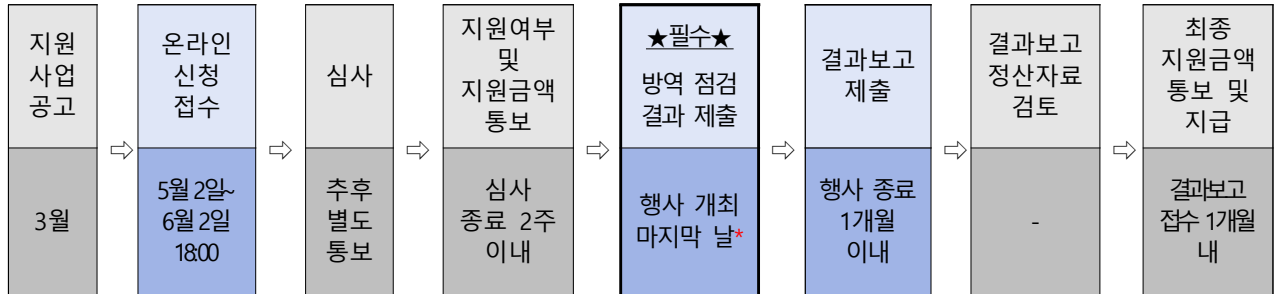 지원
사업
공고
3월
⇨
온라인
신청
접수
5월 2일~
6월 2일
18:00
⇨
심사
추후
별도
통보
⇨
지원여부
및
지원금액
통보
심사
종료 2주
이내
⇨
★필수★
방역 점검
결과 제출
행사 개최
마지막 날*
⇨
결과보고
제출
행사 종료
1개월
이내
⇨
결과보고
정산자료
검토
-
⇨
최종
지원금액
통보 및
지급
결과보고
접수 1개월
내